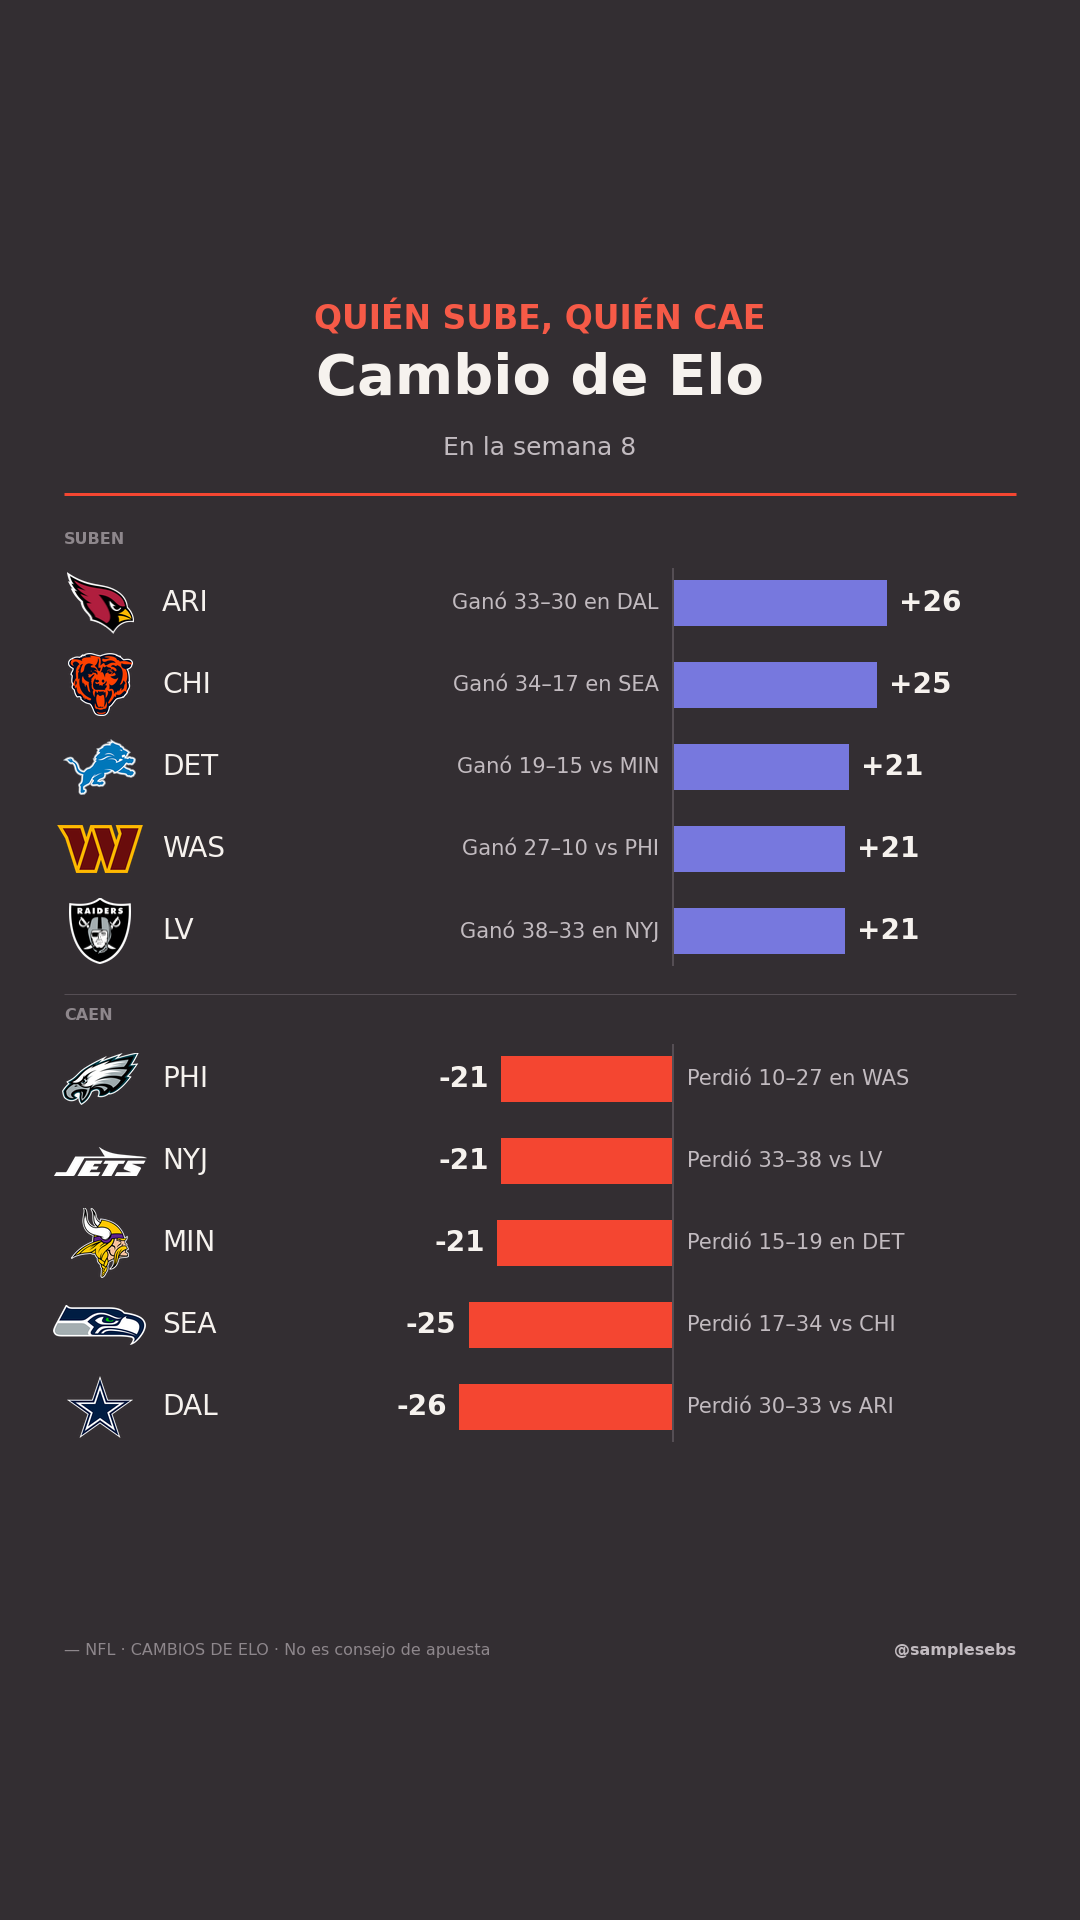 QUIÉN SUBE, QUIÉN CAE
Cambio de Elo
En la semana 8
SUBEN
ARI Ganó 33–30 en DAL +26
CHI Ganó 34–17 en SEA +25
DET Ganó 19–15 vs MIN +21
WAS Ganó 27–10 vs PHI +21
RAIDERS LV Ganó 38–33 en NYJ +21
CAEN
PHI -21 Perdió 10–27 en WAS
JETS NYJ -21 Perdió 33–38 vs LV
MIN -21 Perdió 15–19 en DET
SEA -25 Perdió 17–34 vs CHI
DAL -26 Perdió 30–33 vs ARI
— NFL · CAMBIOS DE ELO · No es consejo de apuesta @samplesebs